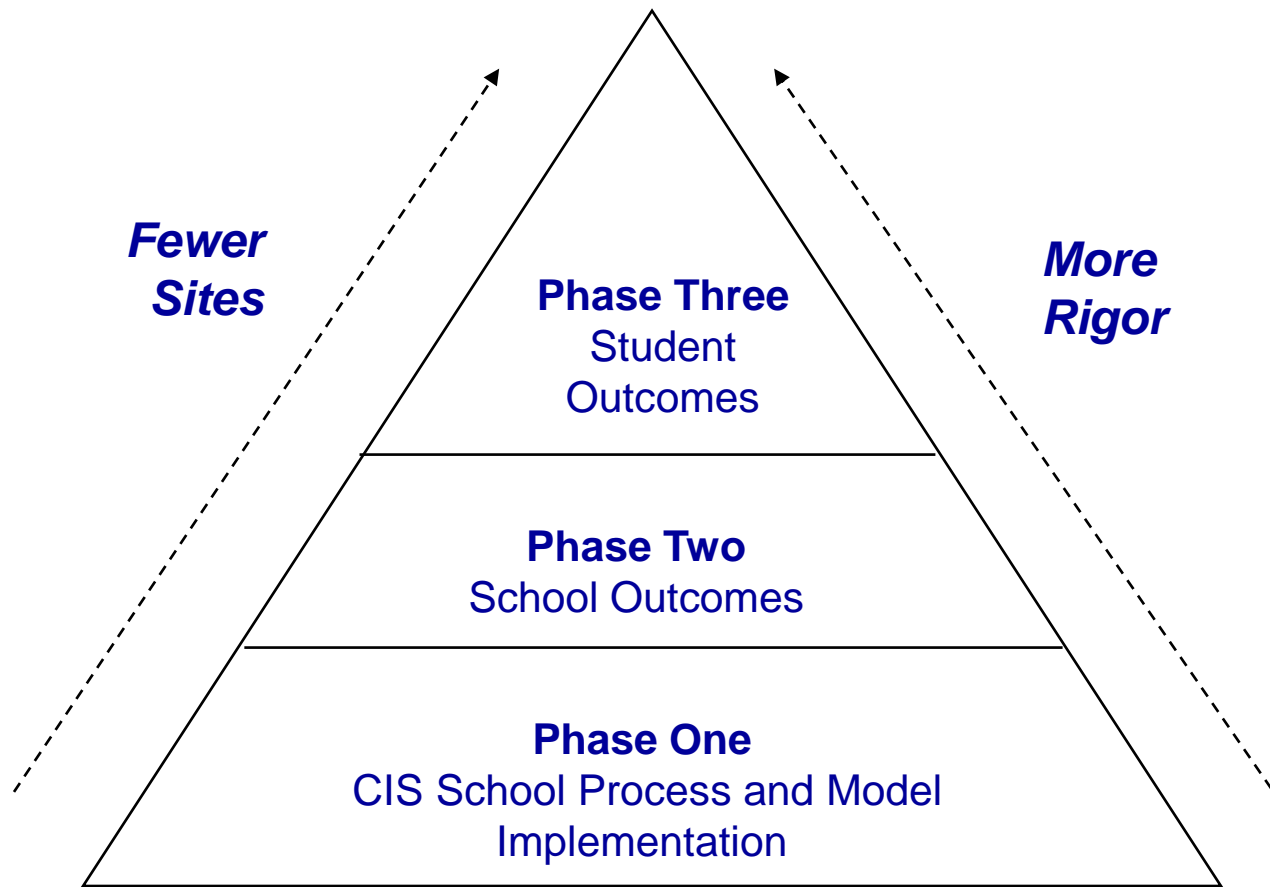 Fewer
Sites
More
Rigor
Phase Three
Student
Outcomes
Phase Two
School Outcomes
Phase One
CIS School Process and Model
Implementation